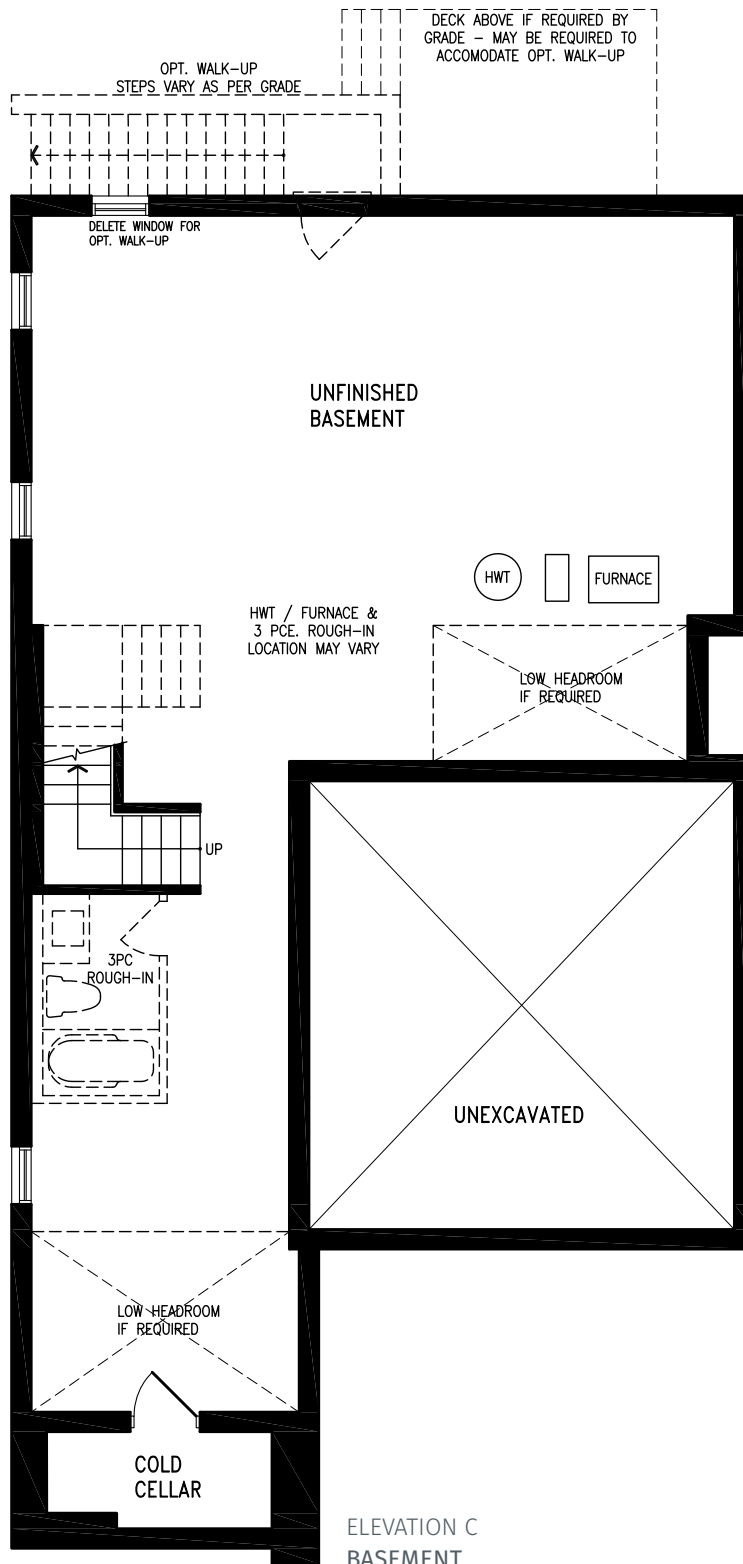 DECK ABOVE IF REQUIRED BY
GRADE – MAY BE REQUIRED TO
ACCOMODATE OPT. WALK–UP
OPT. WALK–UP
STEPS VARY AS PER GRADE
DELETE WINDOW FOR
OPT. WALK–UP
UNFINISHED
BASEMENT
HWT
FURNACE
HWT / FURNACE &
3 PCE. ROUGH–IN
LOCATION MAY VARY
LOW HEADROOM
IF REQUIRED
UP
3PC
ROUGH–IN
UNEXCAVATED
LOW HEADROOM
IF REQUIRED
COLD
CELLAR
ELEVATION C
BASEMENT